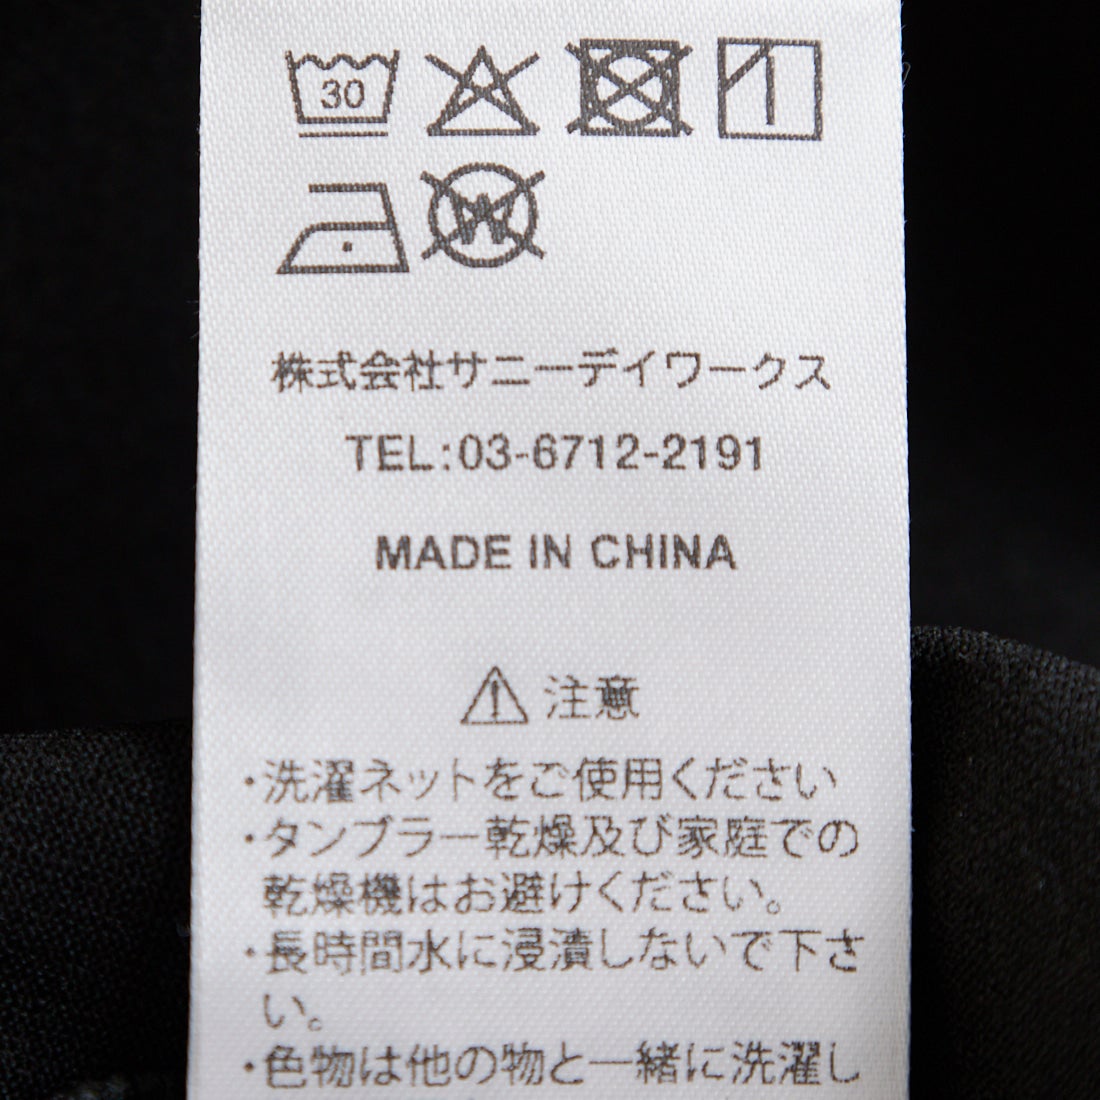 30
W
株式会社サニーデイワークス
TEL:03-6712-2191
MADE IN CHINA
注意
・洗濯ネットをご使用ください
・タンブラー乾燥及び家庭での
乾燥機はお避けください。
・長時間水に浸漬しないで下さ
い。
・色物は他の物と一緒に洗濯し